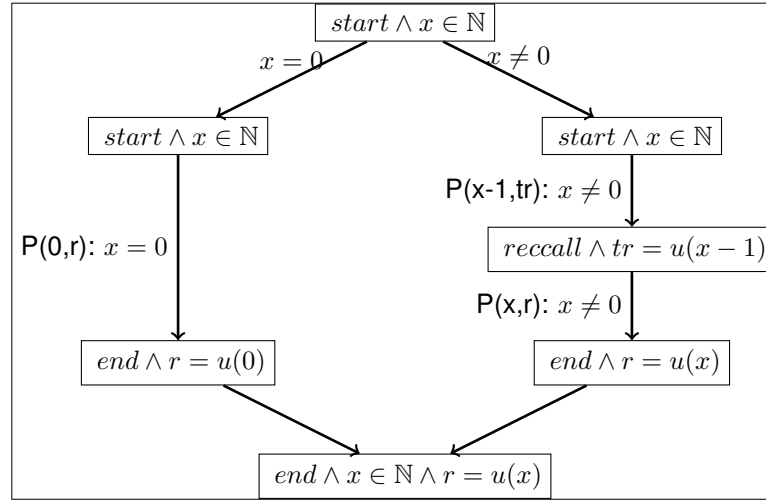 start ∧ x ∈ ℕ
x = 0
x ≠ 0
start ∧ x ∈ ℕ
start ∧ x ∈ ℕ
P(x-1,tr): x ≠ 0
P(0,r): x = 0
reccall ∧ tr = u(x − 1)
P(x,r): x ≠ 0
end ∧ r = u(0)
end ∧ r = u(x)
end ∧ x ∈ ℕ ∧ r = u(x)